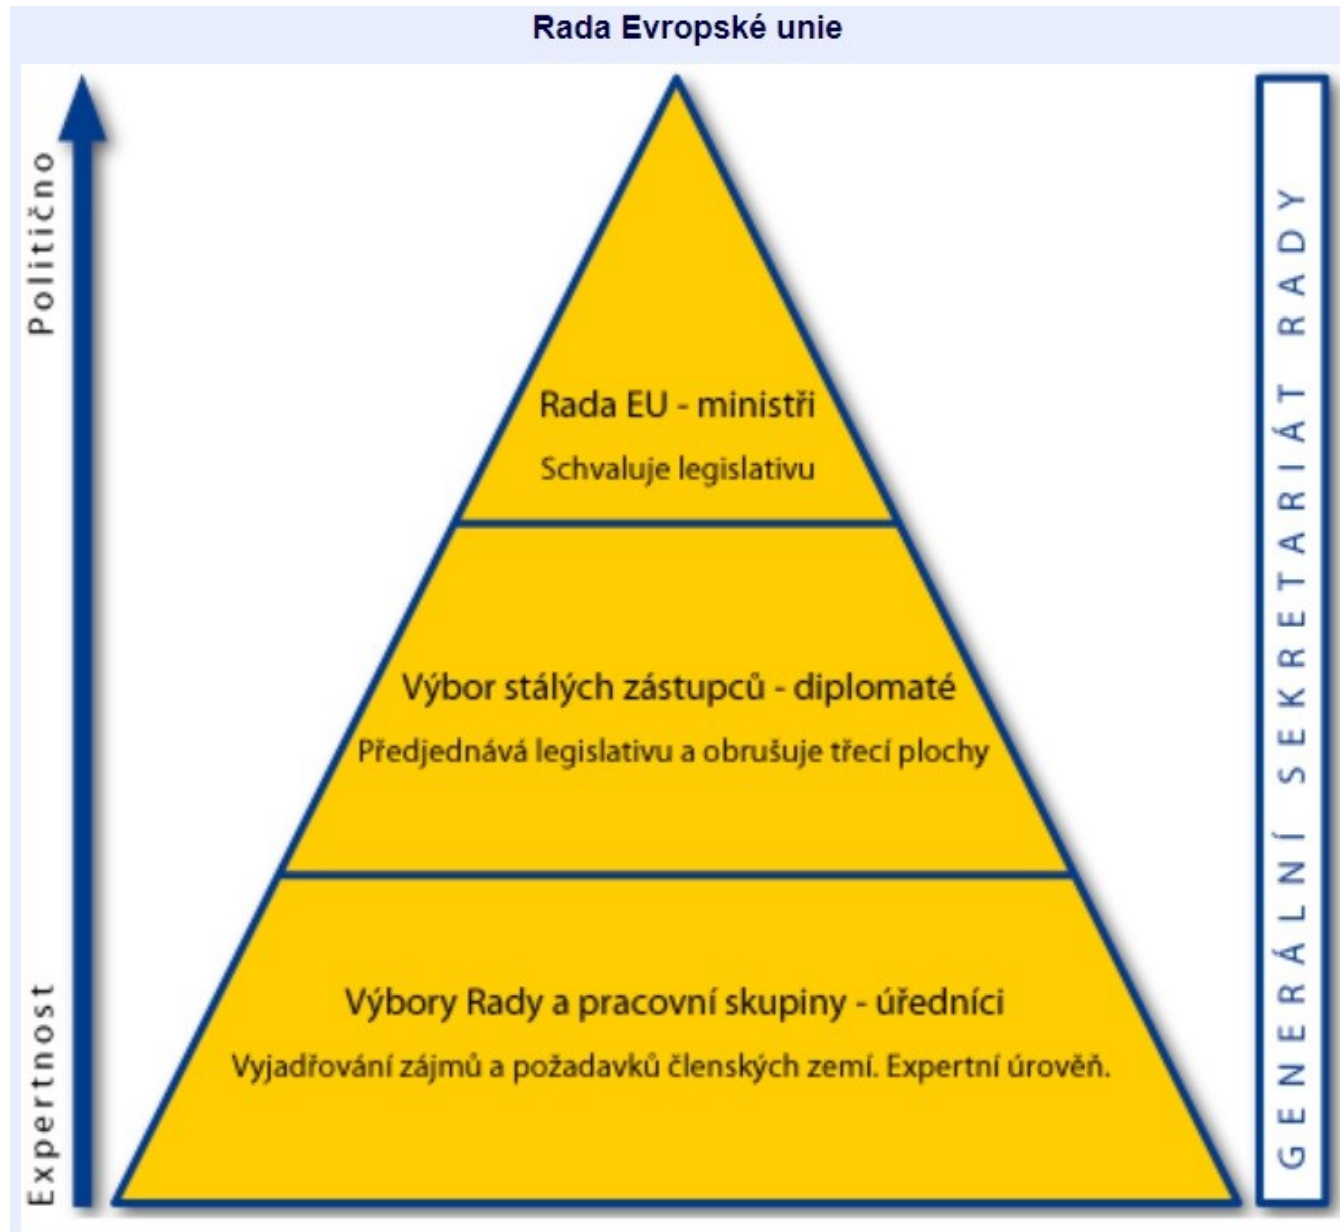 Rada Evropské unie
Politično
Expertnost
Rada EU - ministři
Schvaluje legislativu
Výbor stálých zástupců - diplomaté
Předjednává legislativu a obrušuje třecí plochy
Výbory Rady a pracovní skupiny - úředníci
Vyjadřování zájmů a požadavků členských zemí. Expertní úrověň.
GENERÁLNÍ SEKRETARIÁT RADY